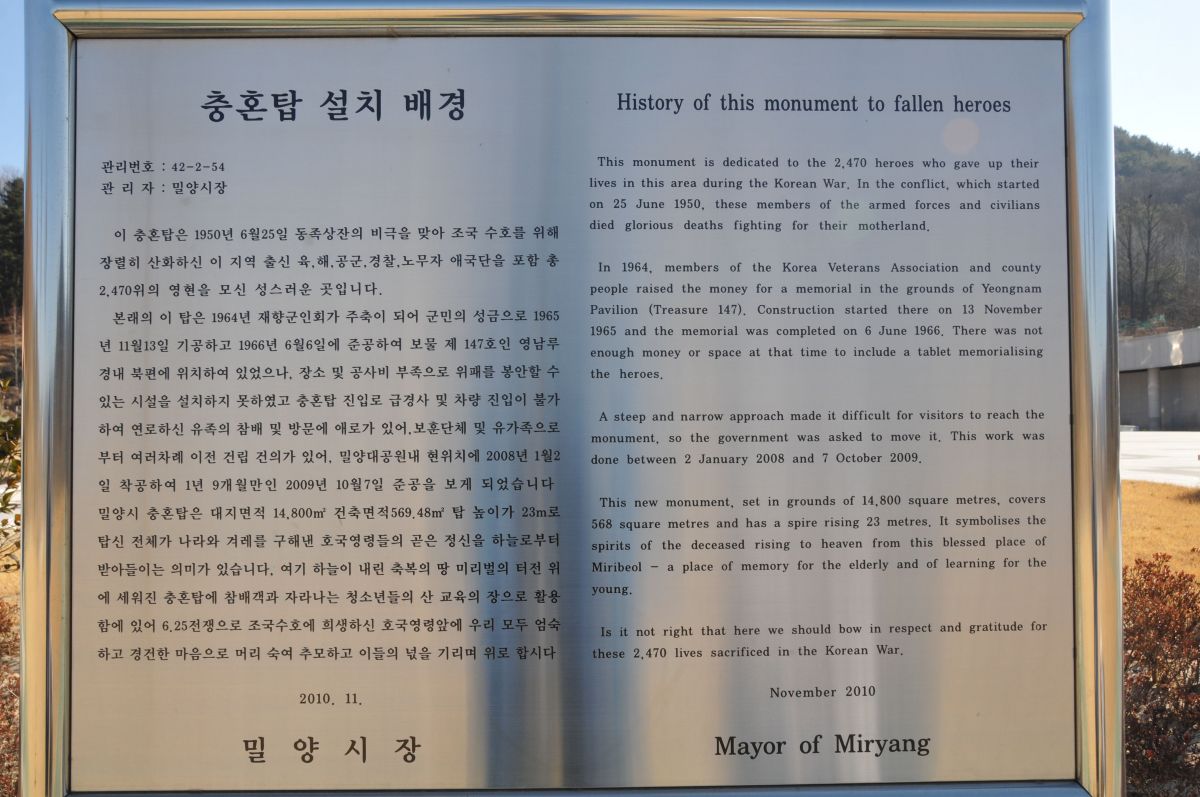 충혼탑 설치 배경
관리번호 : 42-2-54
관 리 자 : 밀양시장
이 충혼탑은 1950년 6월25일 동족상잔의 비극을 맞아 조국 수호를 위해
장렬히 산화하신 이 지역 출신 육,해,공군,경찰,노무자 애국단을 포함 총
2,470위의 영현을 모신 성스러운 곳입니다.
본래의 이 탑은 1964년 재향군인회가 주축이 되어 군민의 성금으로 1965
년 11월13일 기공하고 1966년 6월6일에 준공하여 보물 제 147호인 영남루
경내 북편에 위치하여 있었으나, 장소 및 공사비 부족으로 위패를 봉안할 수
있는 시설을 설치하지 못하였고 충혼탑 진입로 급경사 및 차량 진입이 불가
하여 연로하신 유족의 참배 및 방문에 애로가 있어,보훈단체 및 유가족으로
부터 여러차례 이전 건립 건의가 있어, 밀양대공원내 현위치에 2008년 1월2
일 착공하여 1년 9개월만인 2009년 10월7일 준공을 보게 되었습니다
밀양시 충혼탑은 대지면적 14,800㎡ 건축면적569.48㎡ 탑 높이가 23m로
탑신 전체가 나라와 겨레를 구해낸 호국영령들의 곧은 정신을 하늘로부터
받아들이는 의미가 있습니다, 여기 하늘이 내린 축복의 땅 미리벌의 터전 위
에 세워진 충혼탑에 참배객과 자라나는 청소년들의 산 교육의 장으로 활용
함에 있어 6.25전쟁으로 조국수호에 희생하신 호국영령앞에 우리 모두 엄숙
하고 경건한 마음으로 머리 숙여 추모하고 이들의 넋을 기리며 위로 합시다
2010. 11.
밀 양 시 장
History of this monument to fallen heroes
This monument is dedicated to the 2,470 heroes who gave up their
lives in this area during the Korean War. In the conflict, which started
on 25 June 1950, these members of the armed forces and civilians
died glorious deaths fighting for their motherland.
In 1964, members of the Korea Veterans Association and county
people raised the money for a memorial in the grounds of Yeongnam
Pavilion (Treasure 147). Construction started there on 13 November
1965 and the memorial was completed on 6 June 1966. There was not
enough money or space at that time to include a tablet memorialising
the heroes.
A steep and narrow approach made it difficult for visitors to reach the
monument, so the government was asked to move it. This work was
done between 2 January 2008 and 7 October 2009.
This new monument, set in grounds of 14,800 square metres, covers
568 square metres and has a spire rising 23 metres. It symbolises the
spirits of the deceased rising to heaven from this blessed place of
Miribeol - a place of memory for the elderly and of learning for the
young.
Is it not right that here we should bow in respect and gratitude for
these 2,470 lives sacrificed in the Korean War.
November 2010
Mayor of Miryang